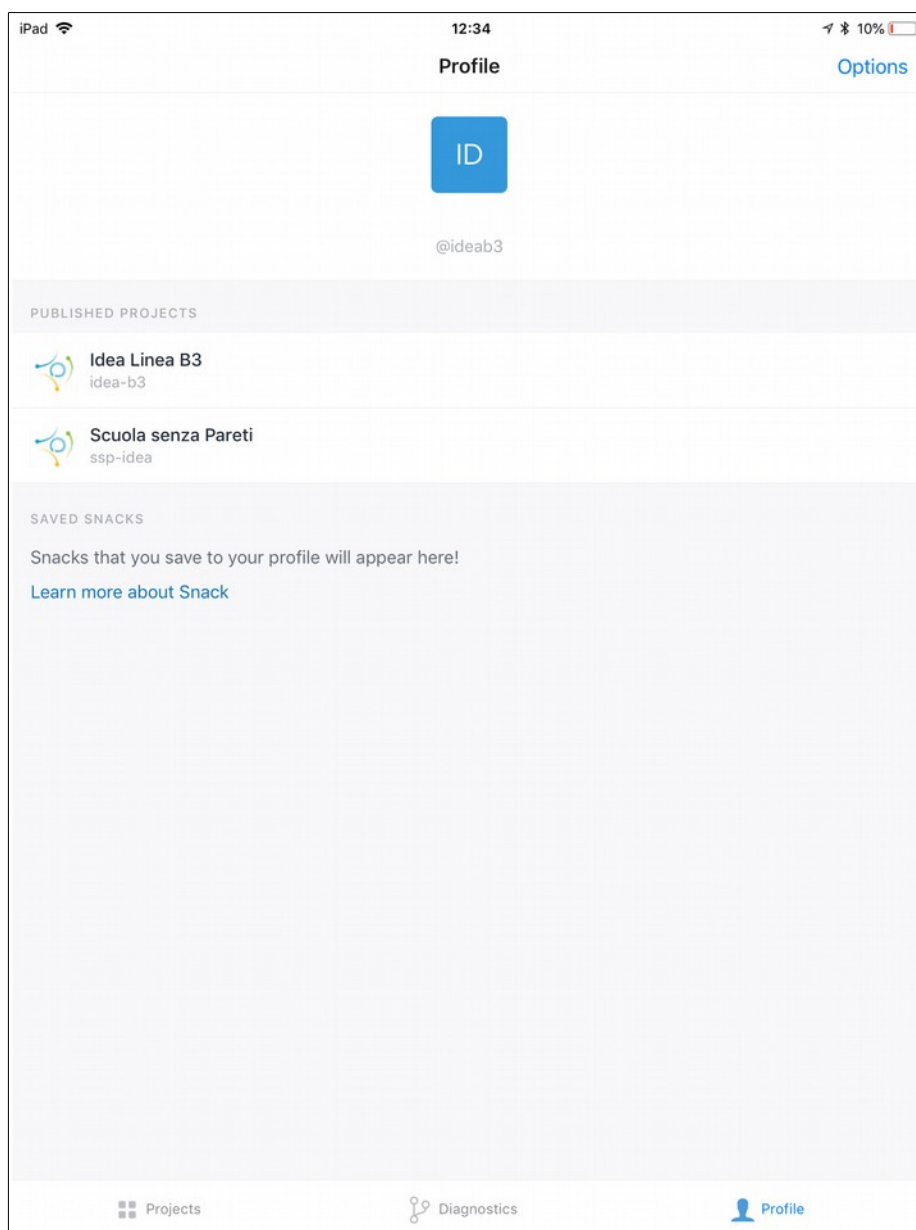 iPad 12:34 10%
Profile Options
ID
@ideab3
PUBLISHED PROJECTS
Idea Linea B3
idea-b3
Scuola senza Pareti
ssp-idea
SAVED SNACKS
Snacks that you save to your profile will appear here!
Learn more about Snack
Projects Diagnostics Profile